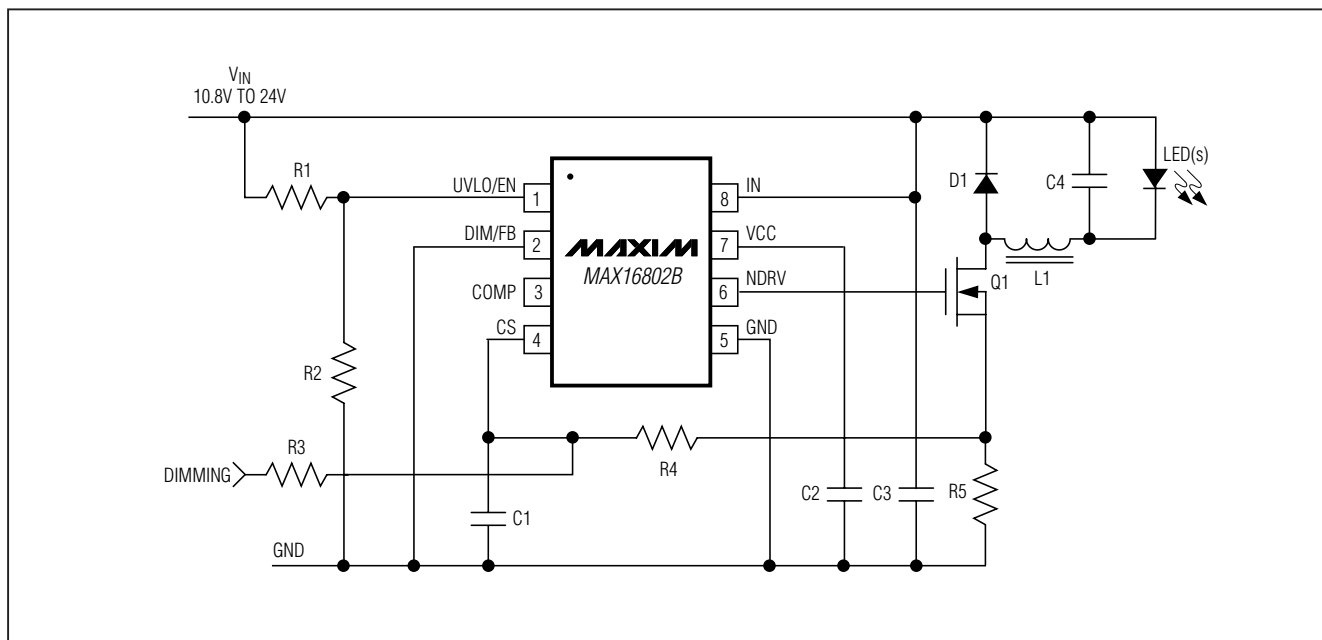 VIN
10.8V TO 24V
R1
UVLO/EN
1
8
IN
DIM/FB
2
7
VCC
MAXIM
MAX16802B
COMP
3
6
NDRV
CS
4
5
GND
D1
C4
LED(s)
L1
Q1
R2
R3
DIMMING
R4
C1
C2
C3
R5
GND